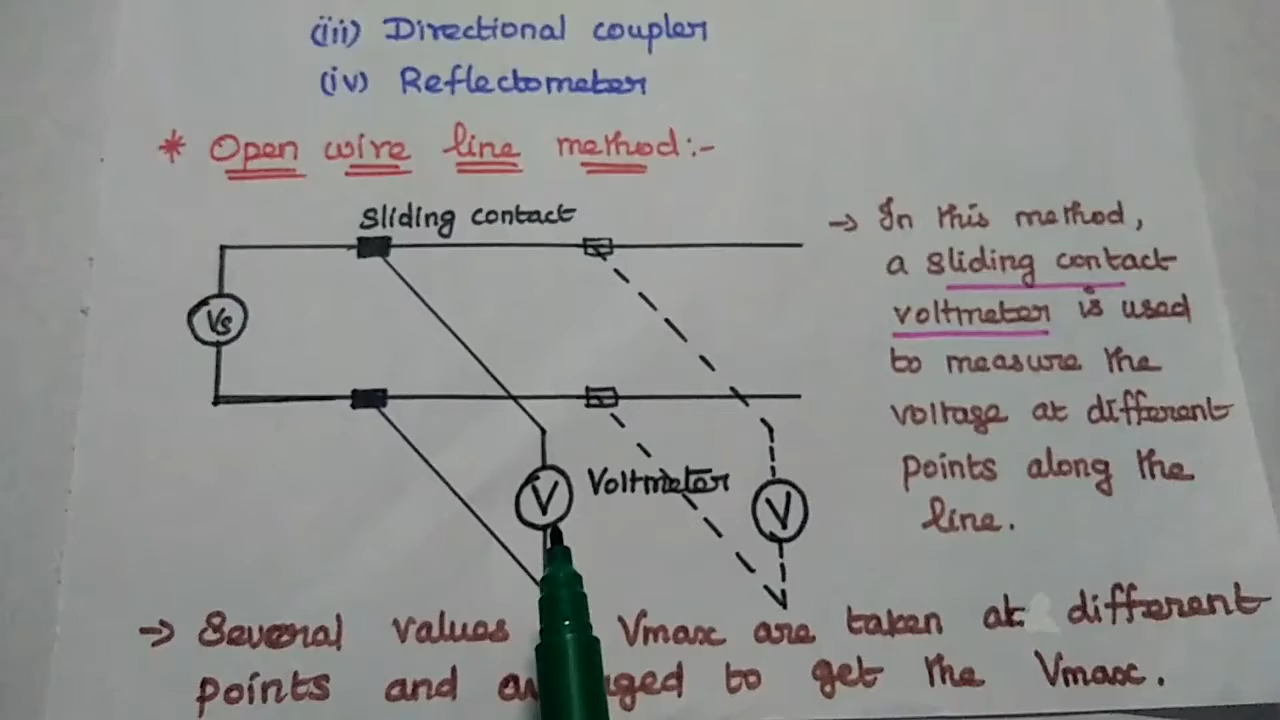 (iii) Directional coupler
(iv) Reflectometer
* Open wire line method:-
Sliding contact
Vs
V
Voltmeter
V
→ In this method,
a sliding contact
voltmeter is used
to measure the
voltage at different
points along the
line.
→ Several values Vmax are taken at different
points and to get the Vmax.